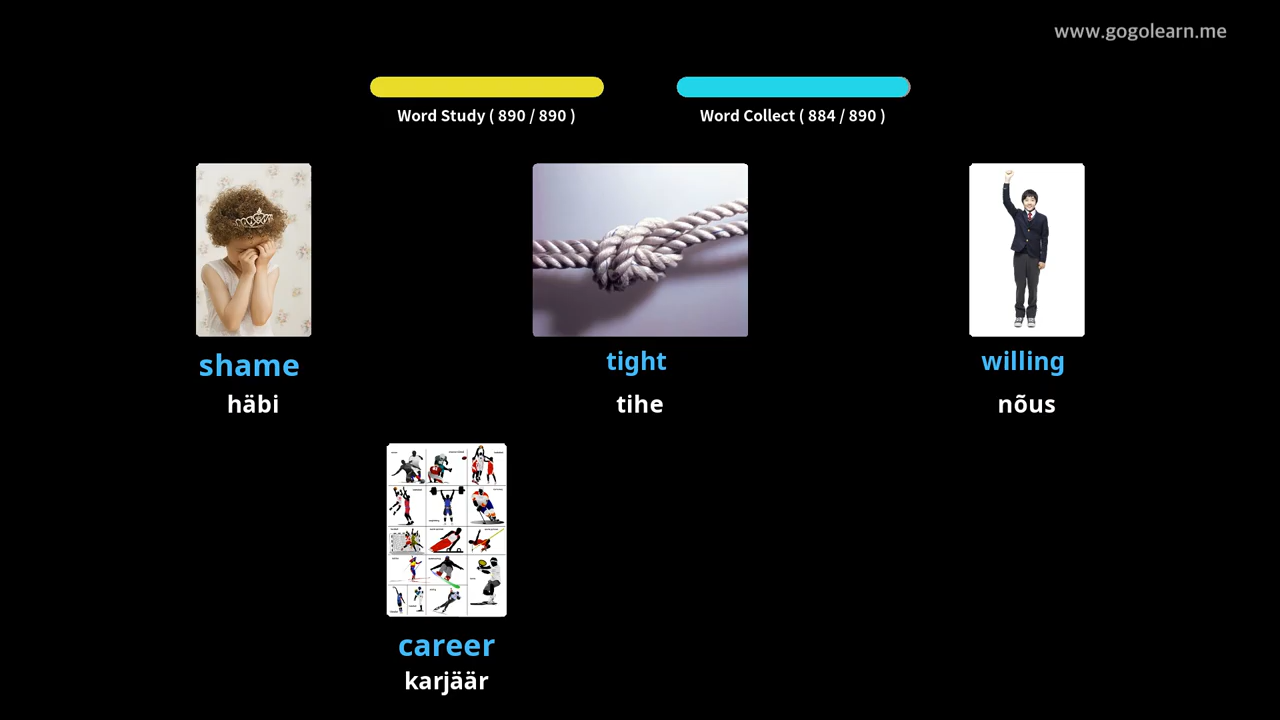 www.gogolearn.me
Word Study ( 890 / 890 )
Word Collect ( 884 / 890 )
shame
tight
willing
häbi
tihe
nõus
career
karjäär